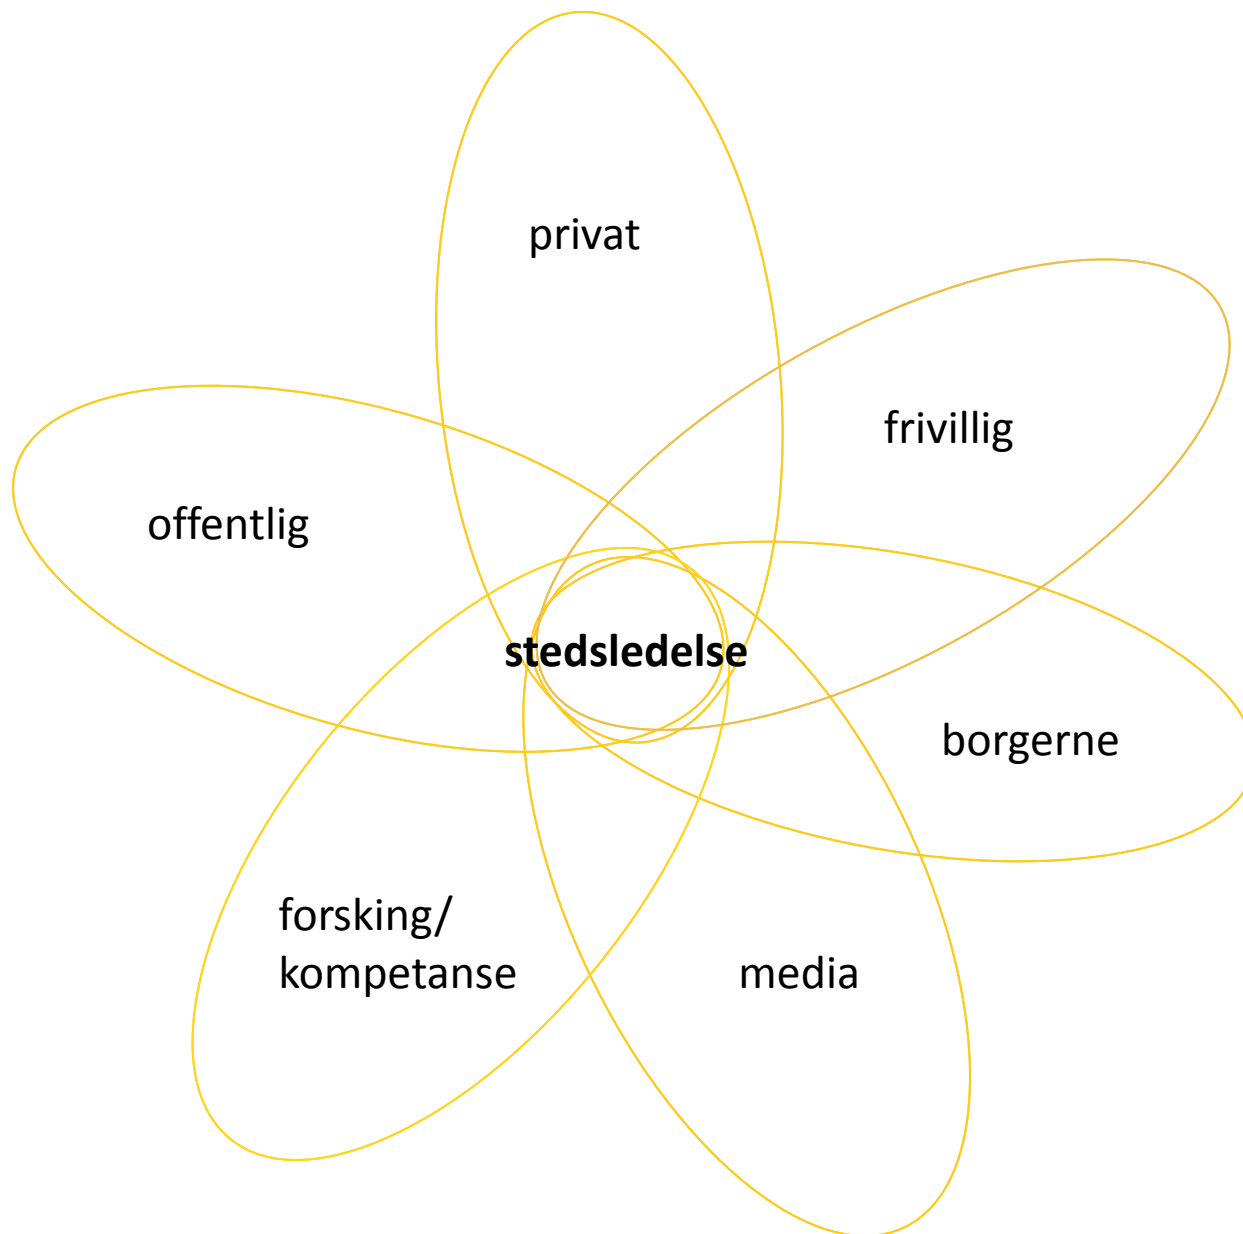 privat
frivillig
offentlig
stedsledelse
borgerne
forsking/
kompetanse
media